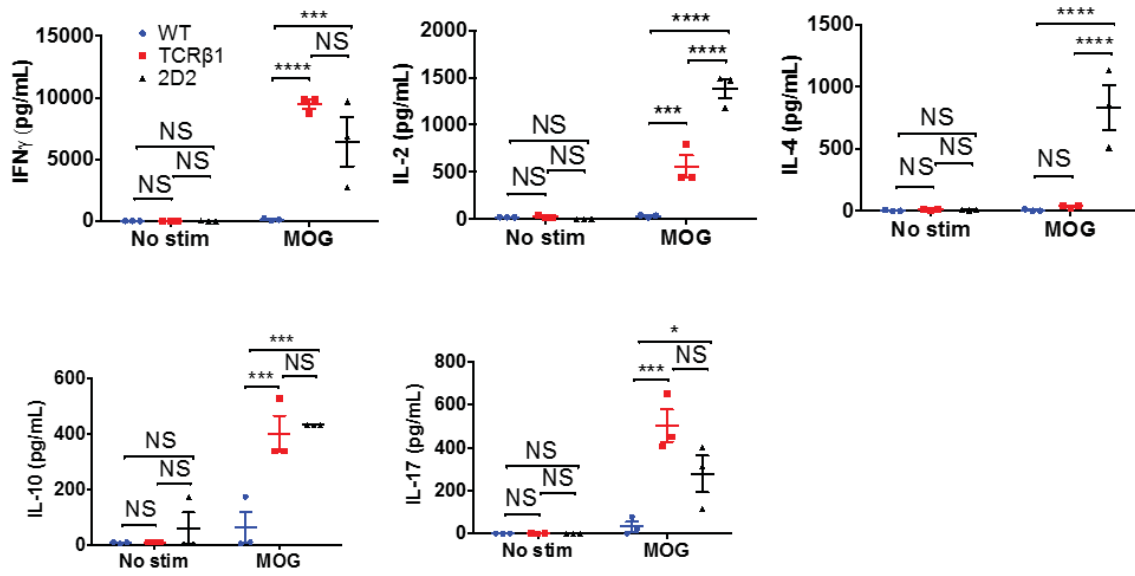 IFNγ (pg/mL)
15000
10000
5000
0
WT
TCRβ1
2D2
NS
NS
NS
***
NS
****
No stim
MOG
IL-2 (pg/mL)
2000
1500
1000
500
0
NS
NS
NS
****
****
***
No stim
MOG
IL-4 (pg/mL)
1500
1000
500
0
NS
NS
NS
****
****
NS
No stim
MOG
IL-10 (pg/mL)
600
400
200
0
NS
NS
NS
***
NS
***
No stim
MOG
IL-17 (pg/mL)
800
600
400
200
0
NS
NS
NS
*
NS
***
No stim
MOG